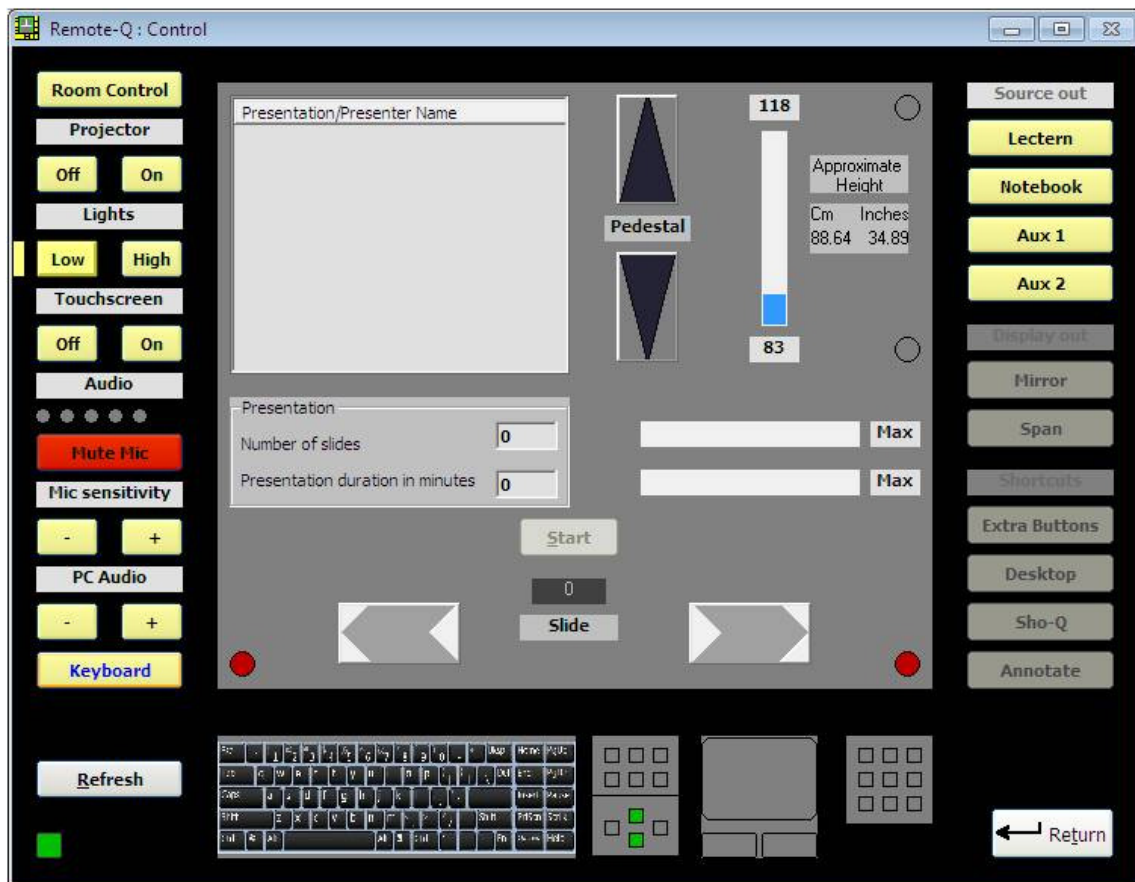 Remote-Q : Control
Room Control
Projector
Off On
Lights
Low High
Touchscreen
Off On
Audio
Mute Mic
Mic sensitivity
- +
PC Audio
- +
Keyboard
Refresh
Presentation/Presenter Name
Pedestal
118
83
Approximate
Height
Cm Inches
88.64 34.89
Presentation
Number of slides 0
Presentation duration in minutes 0
Max
Max
Start
0
Slide
Source out
Lectern
Notebook
Aux 1
Aux 2
Display out
Mirror
Span
Shortcuts
Extra Buttons
Desktop
Sho-Q
Annotate
Return